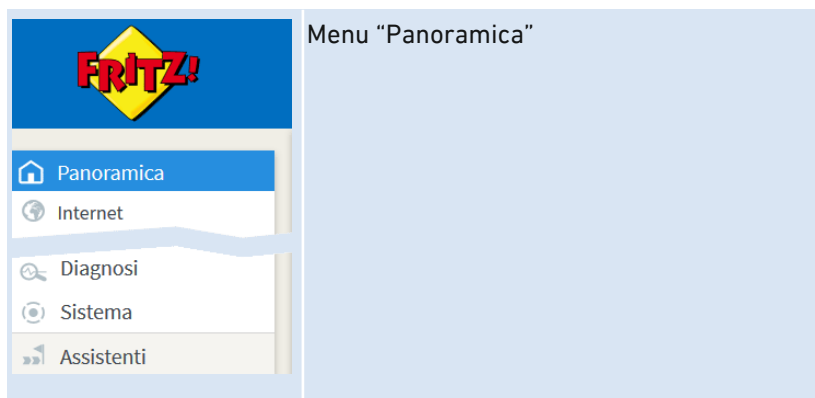 FRITZ!
Menu “Panoramica”
Panoramica
Internet
Diagnosi
Sistema
Assistenti